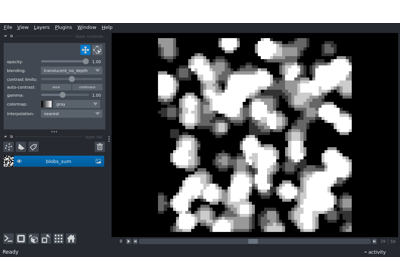 File View Layers Plugins Window Help
opacity: 1.00
blending: translucent_no_depth
contrast limits:
auto-contrast: once continuous
gamma: 1.00
colormap: gray
interpolation: nearest
blobs_sum
Ready
activity